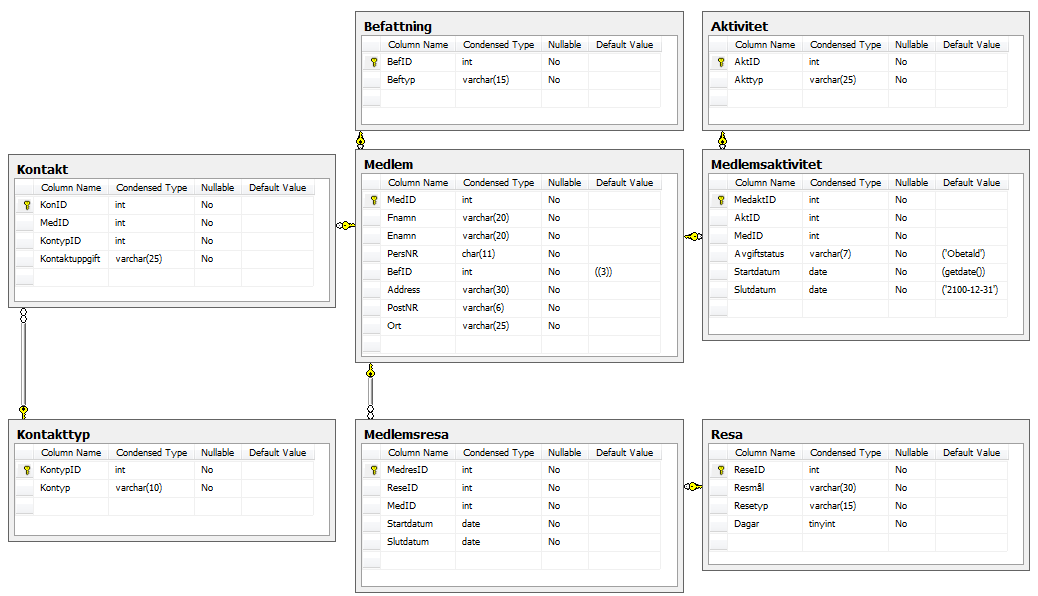 Befattning
Column Name Condensed Type Nullable Default Value
BefID int No
Beftyp varchar(15) No
Aktivitet
Column Name Condensed Type Nullable Default Value
AktID int No
Akttyp varchar(25) No
Kontakt
Column Name Condensed Type Nullable Default Value
KonID int No
MedID int No
KontypID int No
Kontaktuppgift varchar(25) No
Medlem
Column Name Condensed Type Nullable Default Value
MedID int No
Fnamn varchar(20) No
Enamn varchar(20) No
PersNR char(11) No
BefID int No ((3))
Address varchar(30) No
PostNR varchar(6) No
Ort varchar(25) No
Medlemsaktivitet
Column Name Condensed Type Nullable Default Value
MedaktID int No
AktID int No
MedID int No
Avgiftstatus varchar(7) No ('Obetald')
Startdatum date No (getdate())
Slutdatum date No ('2100-12-31')
Kontakttyp
Column Name Condensed Type Nullable Default Value
KontypID int No
Kontyp varchar(10) No
Medlemsresa
Column Name Condensed Type Nullable Default Value
MedresID int No
ReseID int No
MedID int No
Startdatum date No
Slutdatum date No
Resa
Column Name Condensed Type Nullable Default Value
ReseID int No
Resmål varchar(30) No
Resetyp varchar(15) No
Dagar tinyint No